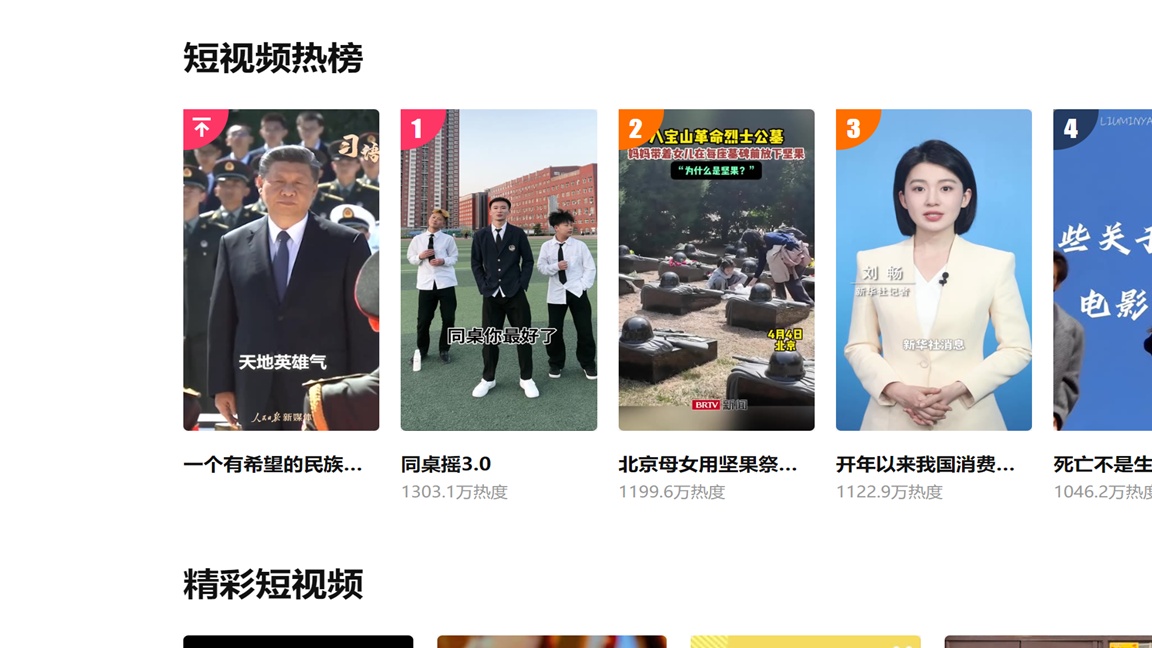 短视频热榜
习语
天地英雄气
人民日报新媒体
一个有希望的民族...
1
同桌你最好了
同桌摇3.0
1303.1万热度
2
八宝山革命烈士公墓
妈妈带着女儿在每座墓碑前放下坚果
“为什么是坚果？”
4月4日
北京
BRTV新闻
北京母女用坚果祭...
1199.6万热度
3
刘 畅
新华社记者
新华社消息
开年以来我国消费...
1122.9万热度
4
LIUMINYA
些关于
电影
死亡不是生
1046.2万热度
精彩短视频